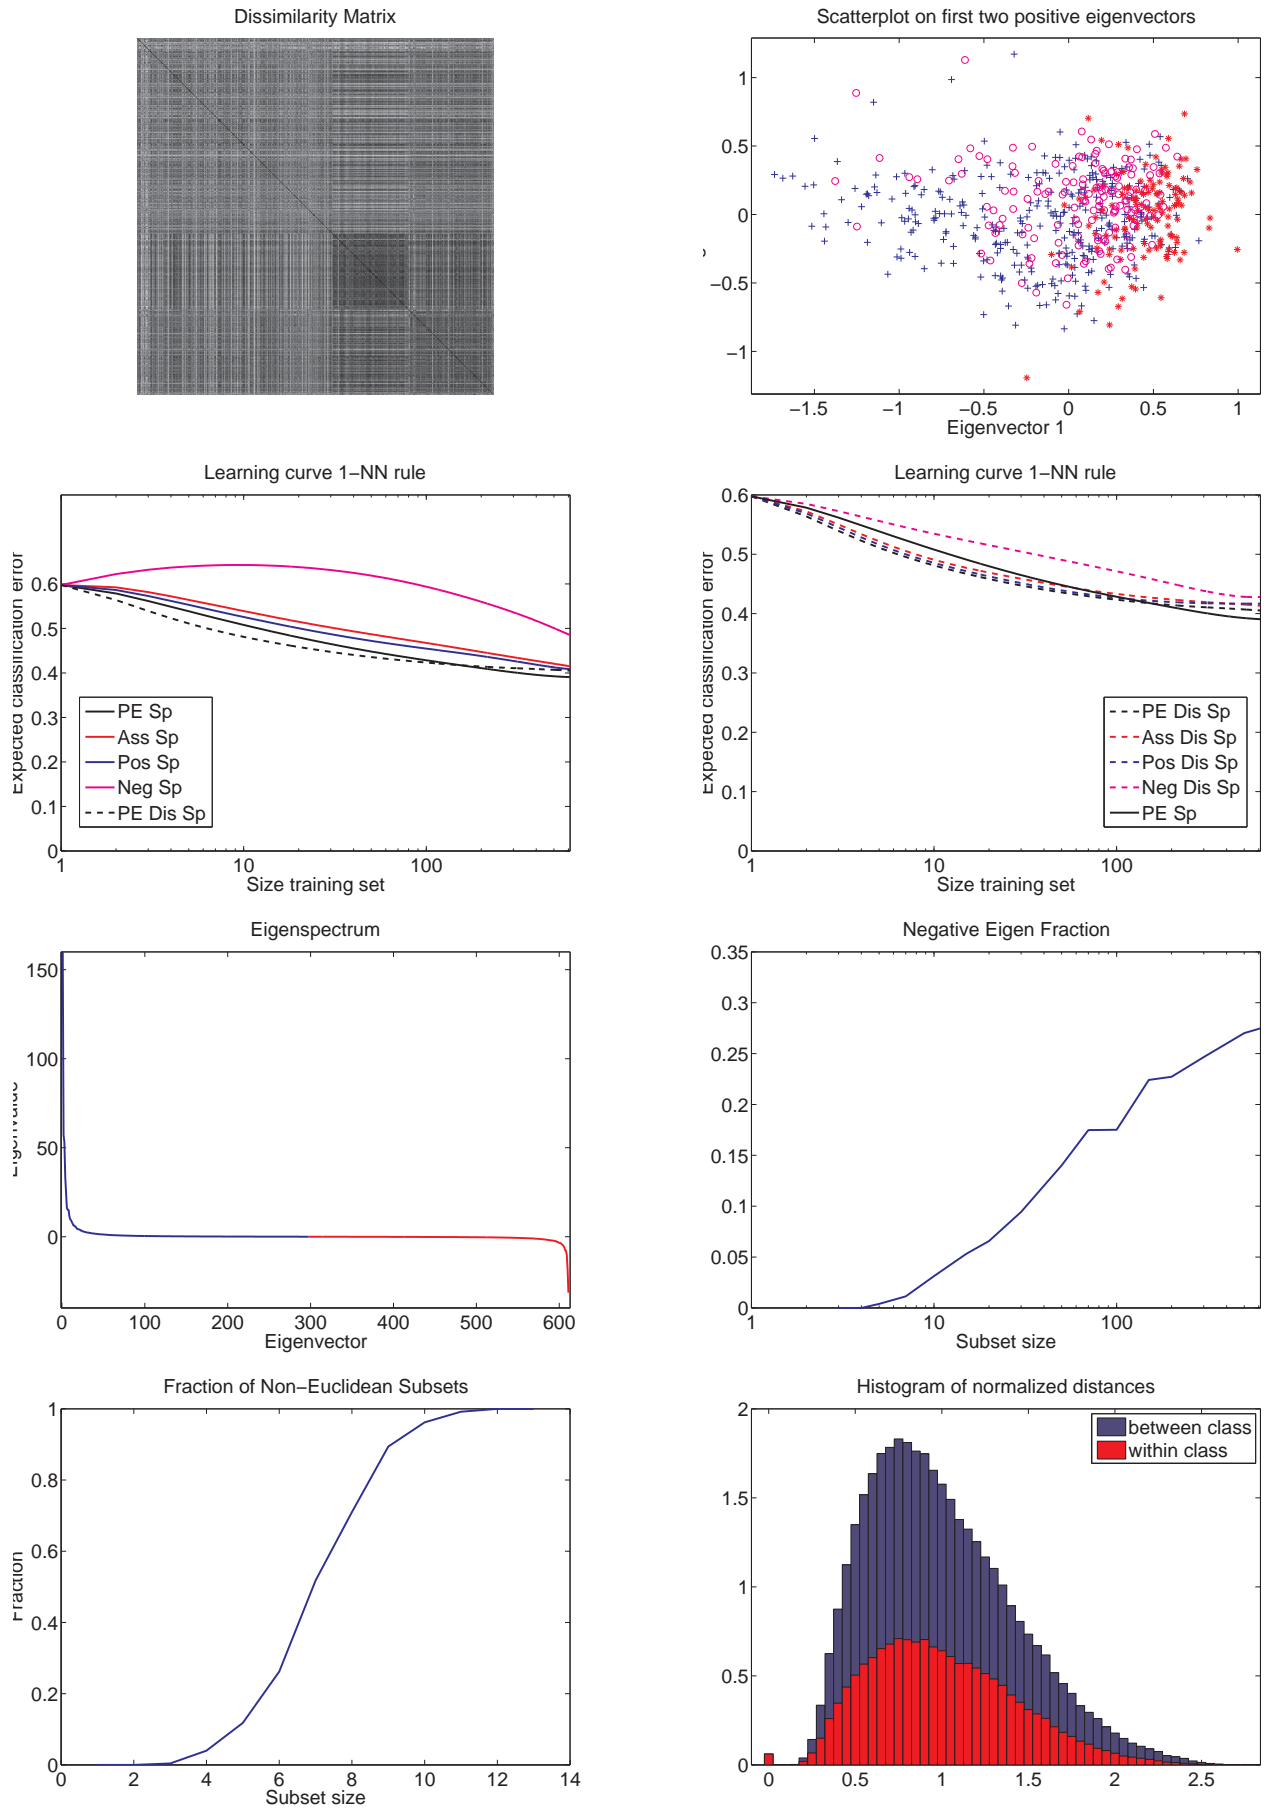 Dissimilarity Matrix
Scatterplot on first two positive eigenvectors
1
0.5
0
−0.5
−1
−1.5
−1
−0.5
0
0.5
1
Eigenvector 1
Learning curve 1−NN rule
Expected classification error
0.6
0.5
0.4
0.3
0.2
0.1
0
PE Sp
Ass Sp
Pos Sp
Neg Sp
PE Dis Sp
1
10
100
Size training set
Learning curve 1−NN rule
Expected classification error
0.6
0.5
0.4
0.3
0.2
0.1
0
PE Dis Sp
Ass Dis Sp
Pos Dis Sp
Neg Dis Sp
PE Sp
1
10
100
Size training set
Eigenspectrum
Eigenvalue
150
100
50
0
0
100
200
300
400
500
600
Eigenvector
Negative Eigen Fraction
0.35
0.3
0.25
0.2
0.15
0.1
0.05
0
1
10
100
Subset size
Fraction of Non−Euclidean Subsets
Fraction
1
0.8
0.6
0.4
0.2
0
0
2
4
6
8
10
12
14
Subset size
Histogram of normalized distances
2
1.5
1
0.5
0
between class
within class
0
0.5
1
1.5
2
2.5